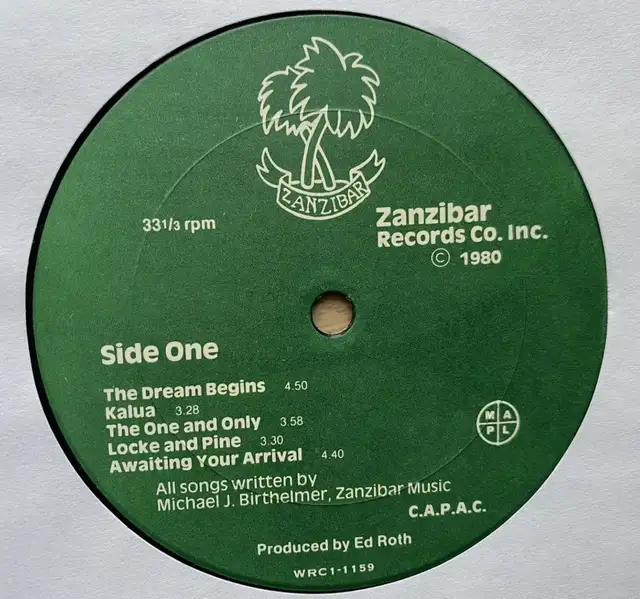 ZANZIBAR
33 1/3 rpm
Zanzibar
Records Co. Inc.
© 1980
Side One
The Dream Begins 4.50
Kalua 3.28
The One and Only 3.58
Locke and Pine 3.30
Awaiting Your Arrival 4.40
M A
P L
All songs written by
Michael J. Birthelmer, Zanzibar Music
C.A.P.A.C.
Produced by Ed Roth
WRC1-1159